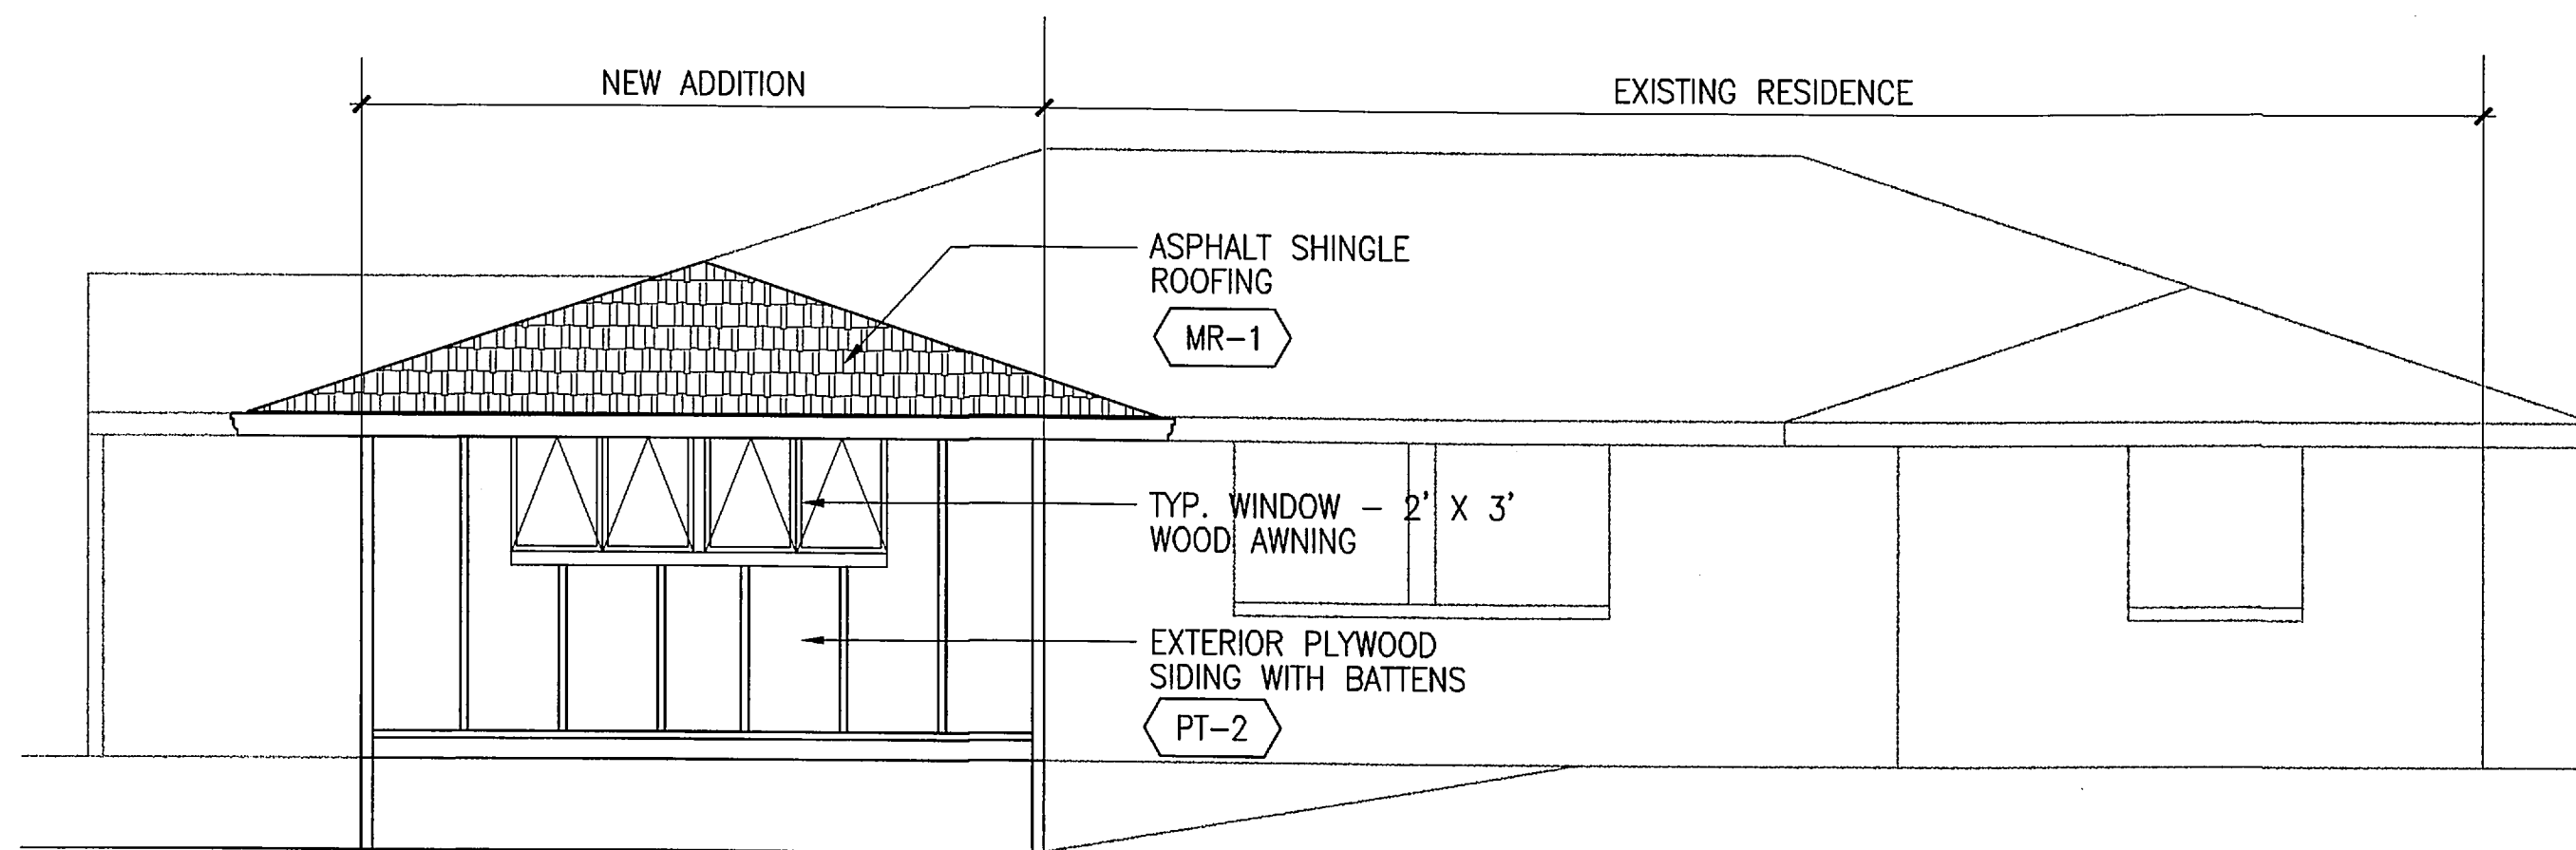 NEW ADDITION
EXISTING RESIDENCE
ASPHALT SHINGLE
ROOFING
MR-1
TYP. WINDOW - 2' X 3'
WOOD AWNING
EXTERIOR PLYWOOD
SIDING WITH BATTENS
PT-2